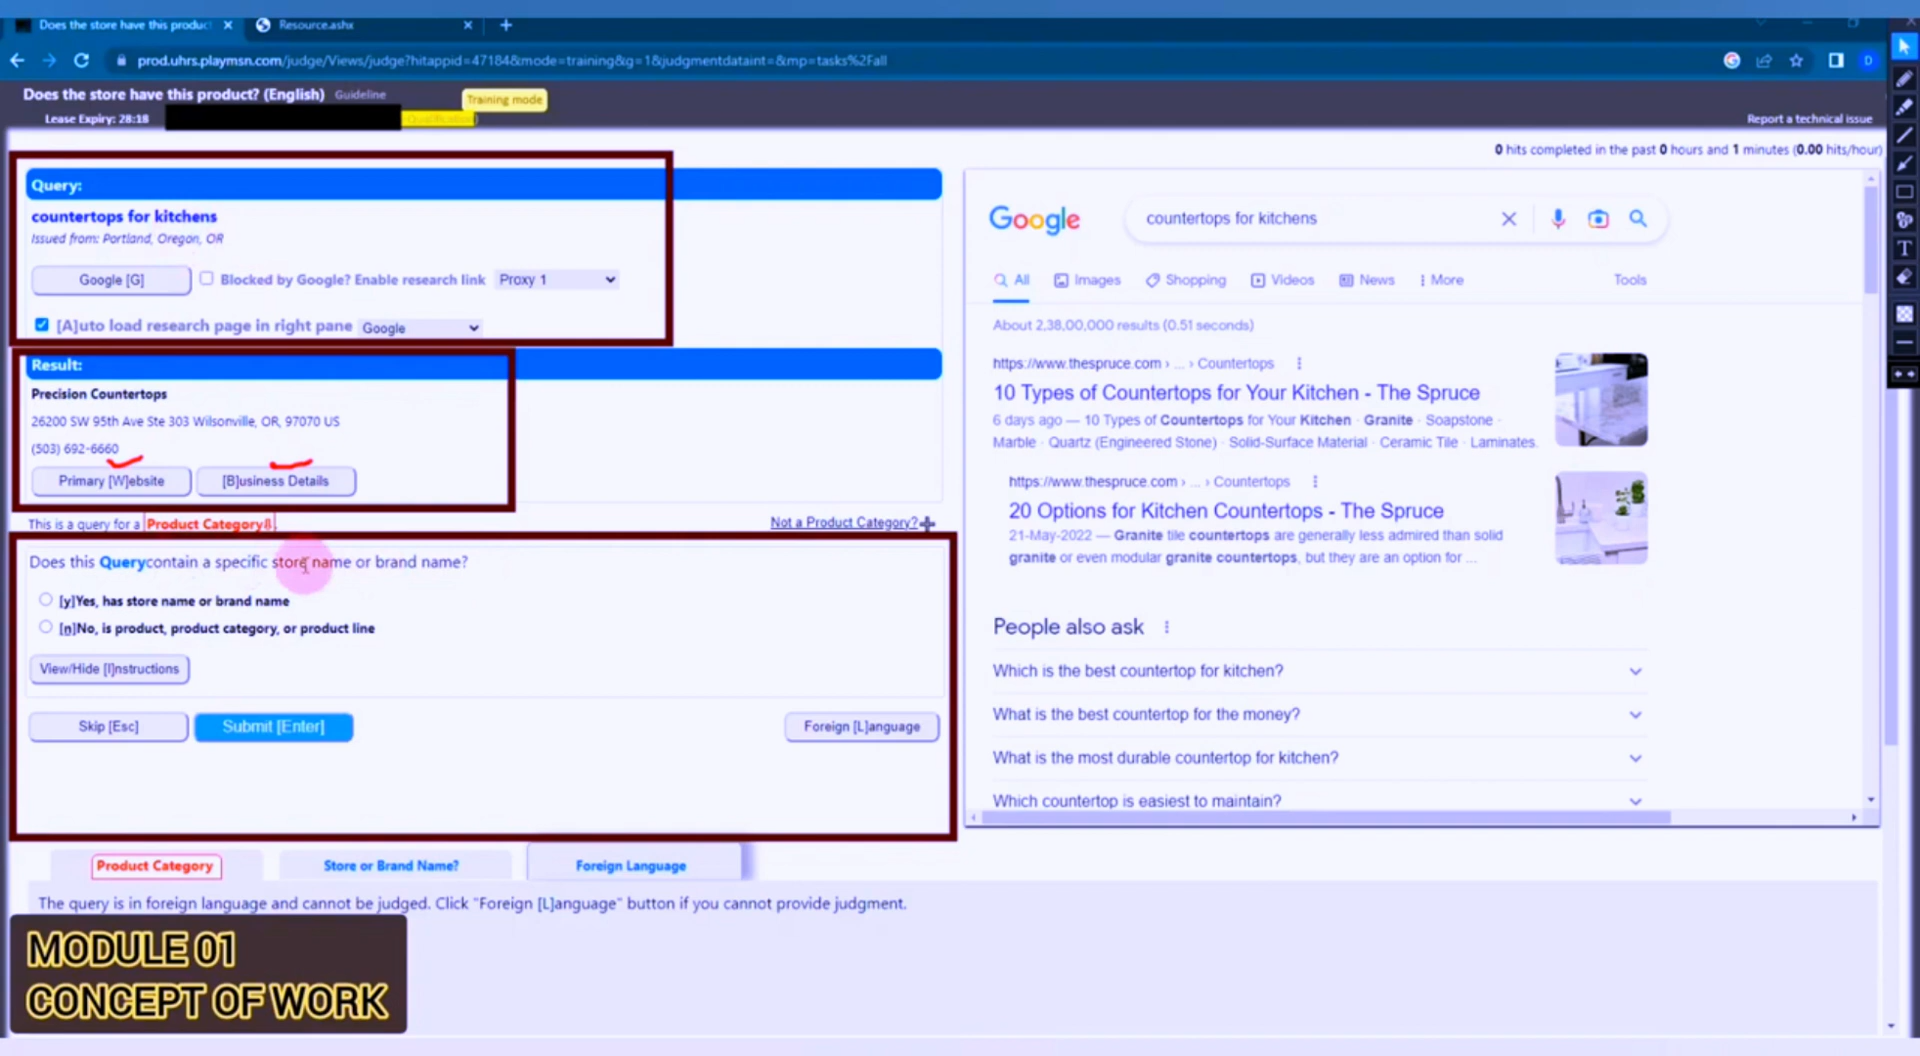 Does the store have this product
Resource.ashx
prod.uhrs.playmsn.com/judge/Views/judge?hitappid=47184&mode=training&g=1&judgmentdataint=&mp=tasks%2Fall
D
Does the store have this product? (English) Guideline
Training mode
Lease Expiry: 28:18
Qualification)
Report a technical issue
0 hits completed in the past 0 hours and 1 minutes (0.00 hits/hour)
Query:
countertops for kitchens
Issued from: Portland, Oregon, OR
Google [G]
Blocked by Google? Enable research link
Proxy 1
[A]uto load research page in right pane
Google
Result:
Precision Countertops
26200 SW 95th Ave Ste 303 Wilsonville, OR, 97070 US
(503) 692-6660
Primary [W]ebsite
[B]usiness Details
This is a query for a Product Category
Not a Product Category?
Does this Querycontain a specific store name or brand name?
[y]Yes, has store name or brand name
[n]No, is product, product category, or product line
View/Hide [I]nstructions
Skip [Esc]
Submit [Enter]
Foreign [L]anguage
Product Category
Store or Brand Name?
Foreign Language
The query is in foreign language and cannot be judged. Click "Foreign [L]anguage" button if you cannot provide judgment.
MODULE 01
CONCEPT OF WORK
Google
countertops for kitchens
All
Images
Shopping
Videos
News
More
Tools
About 2,38,00,000 results (0.51 seconds)
https://www.thespruce.com › ... › Countertops
10 Types of Countertops for Your Kitchen - The Spruce
6 days ago — 10 Types of Countertops for Your Kitchen · Granite · Soapstone ·
Marble · Quartz (Engineered Stone) · Solid-Surface Material · Ceramic Tile · Laminates.
https://www.thespruce.com › ... › Countertops
20 Options for Kitchen Countertops - The Spruce
21-May-2022 — Granite tile countertops are generally less admired than solid
granite or even modular granite countertops, but they are an option for ...
People also ask
Which is the best countertop for kitchen?
What is the best countertop for the money?
What is the most durable countertop for kitchen?
Which countertop is easiest to maintain?
T